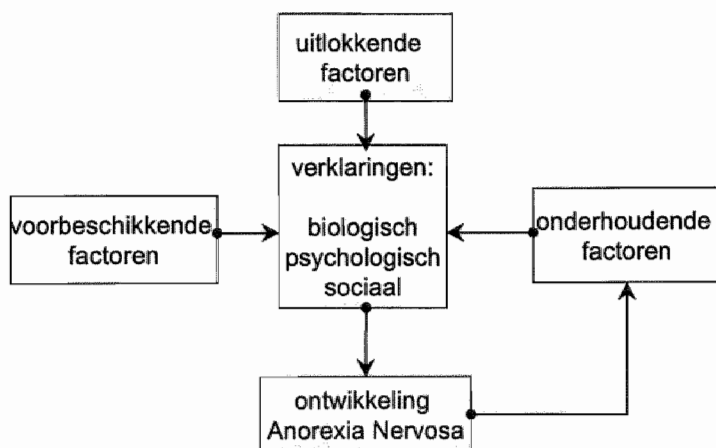 uitlokkende
factoren
verklaringen:
voorbeschikkende
factoren
biologisch
psychologisch
sociaal
onderhoudende
factoren
ontwikkeling
Anorexia Nervosa